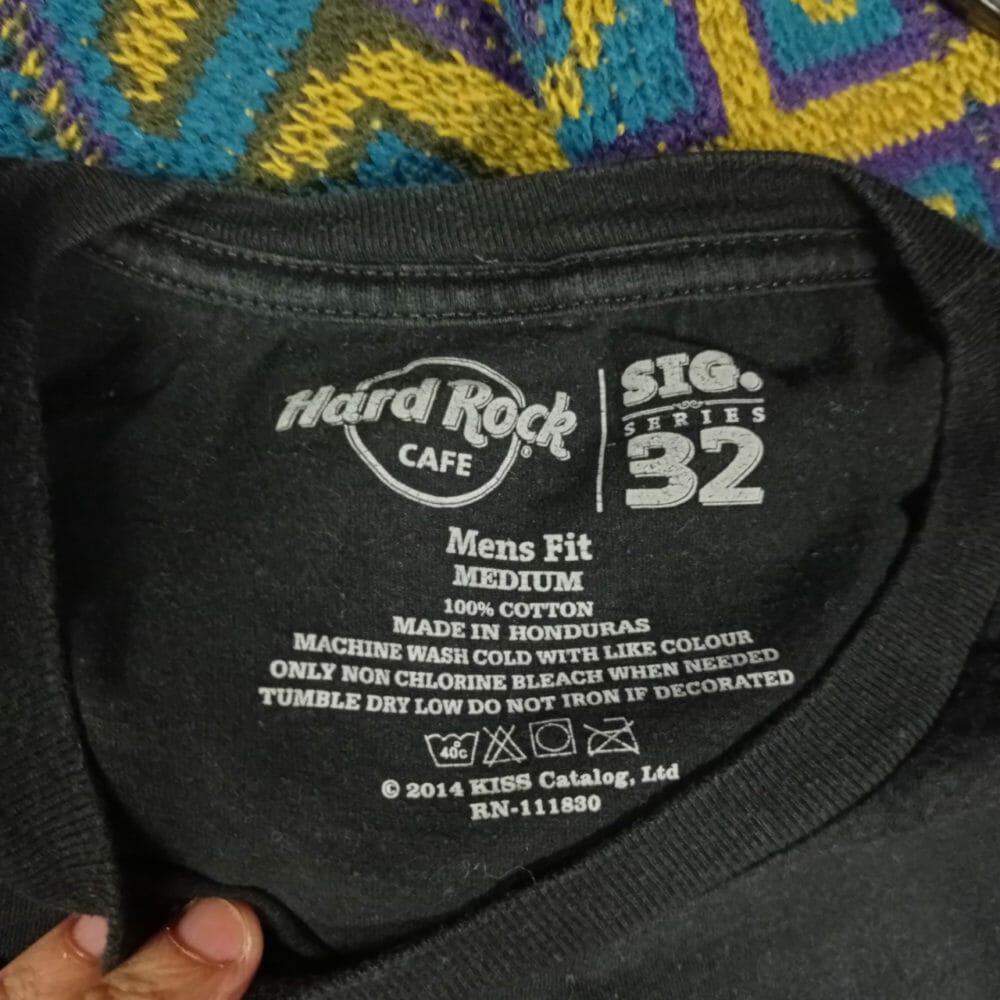 Hard Rock
CAFE
®
SIG.
SERIES
32
Mens Fit
MEDIUM
100% COTTON
MADE IN HONDURAS
MACHINE WASH COLD WITH LIKE COLOUR
ONLY NON CHLORINE BLEACH WHEN NEEDED
TUMBLE DRY LOW DO NOT IRON IF DECORATED
40c
© 2014 KISS Catalog, Ltd
RN-111830